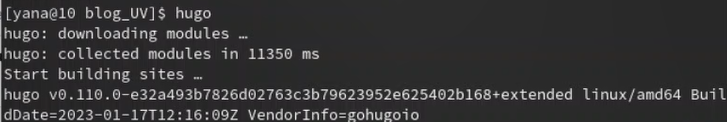 [yana@10 blog_UV]$ hugo
hugo: downloading modules …
hugo: collected modules in 11350 ms
Start building sites …
hugo v0.110.0-e32a493b7826d02763c3b79623952e625402b168+extended linux/amd64 Buil
dDate=2023-01-17T12:16:09Z VendorInfo=gohugoio